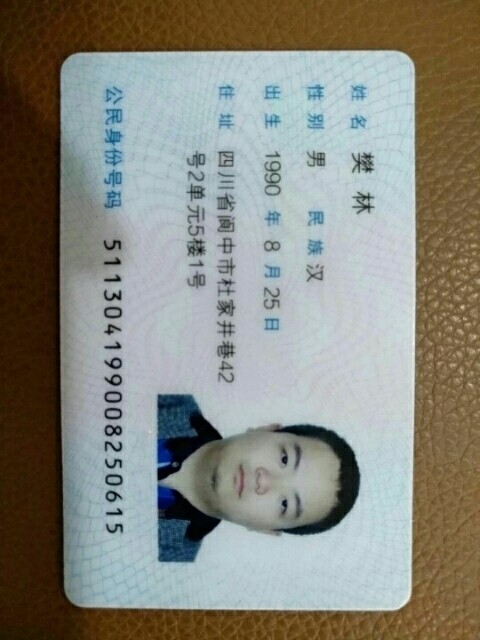 姓名 樊林
性别 男 民族 汉
出生 1990 年 8 月 25 日
住址 四川省阆中市杜家井巷42
号2单元5楼1号
公民身份号码 511304199008250615